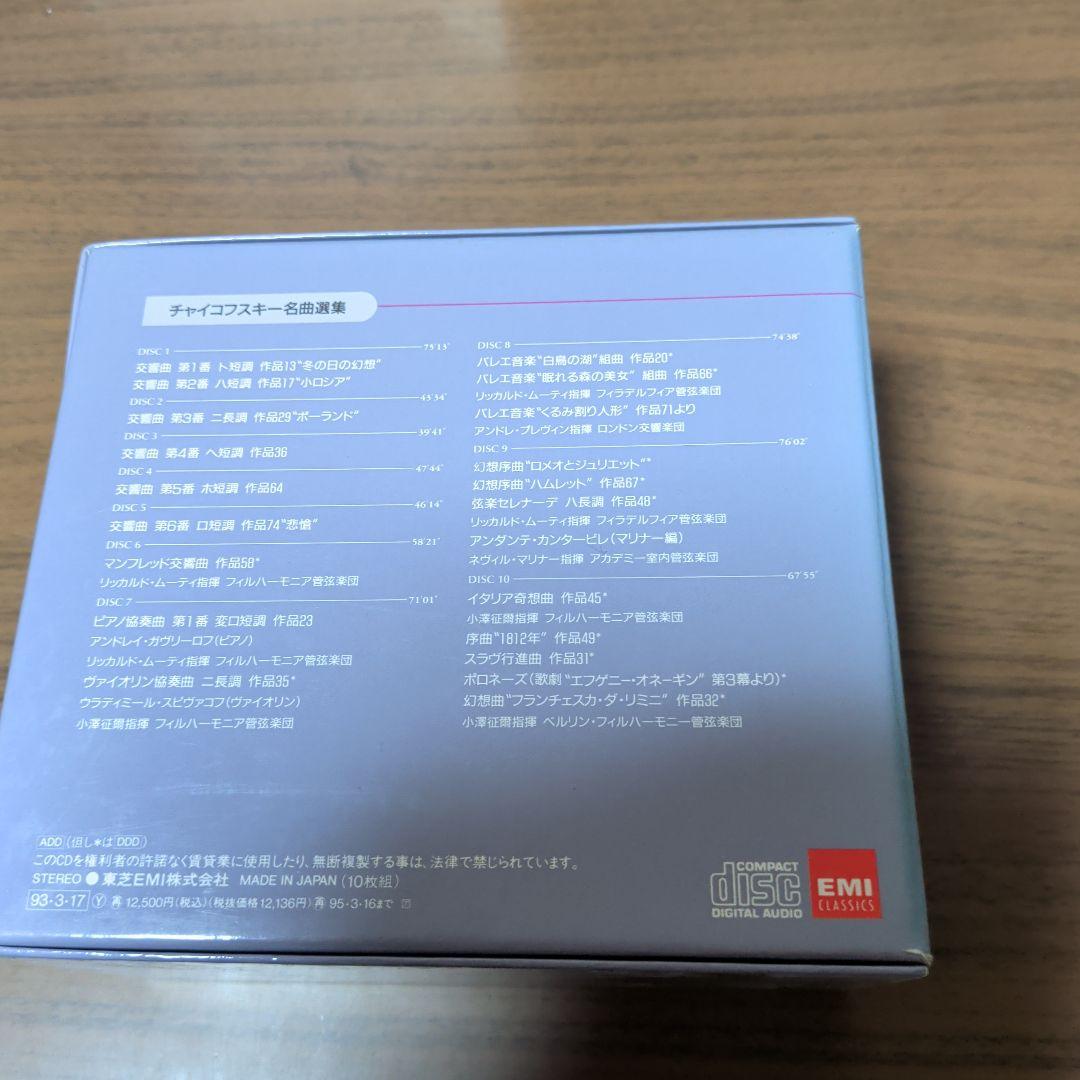 チャイコフスキー名曲選集
DISC 1 75'13"
交響曲 第1番 ト短調 作品13“冬の日の幻想”
交響曲 第2番 ハ短調 作品17“小ロシア”
DISC 2 43'34"
交響曲 第3番 ニ長調 作品29“ポーランド”
DISC 3 39'41"
交響曲 第4番 ヘ短調 作品36
DISC 4 47'44"
交響曲 第5番 ホ短調 作品64
DISC 5 46'14"
交響曲 第6番 ロ短調 作品74“悲愴”
DISC 6 58'21"
マンフレッド交響曲 作品58*
リッカルド・ムーティ指揮 フィルハーモニア管弦楽団
DISC 7 71'01"
ピアノ協奏曲 第1番 変ロ短調 作品23
アンドレイ・ガヴリーロフ(ピアノ)
リッカルド・ムーティ指揮 フィルハーモニア管弦楽団
ヴァイオリン協奏曲 ニ長調 作品35*
ウラディミール・スピヴァコフ(ヴァイオリン)
小澤征爾指揮 フィルハーモニア管弦楽団
DISC 8 74'38"
バレエ音楽“白鳥の湖”組曲 作品20*
バレエ音楽“眠れる森の美女” 組曲 作品66*
リッカルド・ムーティ指揮 フィラデルフィア管弦楽団
バレエ音楽“くるみ割り人形” 作品71より
アンドレ・プレヴィン指揮 ロンドン交響楽団
DISC 9 76'02"
幻想序曲“ロメオとジュリエット”*
幻想序曲“ハムレット” 作品67*
弦楽セレナーデ ハ長調 作品48*
リッカルド・ムーティ指揮 フィラデルフィア管弦楽団
アンダンテ・カンタービレ(マリナー編)
ネヴィル・マリナー指揮 アカデミー室内管弦楽団
DISC 10 67'55"
イタリア奇想曲 作品45*
小澤征爾指揮 フィルハーモニア管弦楽団
序曲“1812年” 作品49*
スラヴ行進曲 作品31*
ポロネーズ(歌劇“エフゲニー・オネーギン” 第3幕より)*
幻想曲“フランチェスカ・ダ・リミニ” 作品32*
小澤征爾指揮 ベルリン・フィルハーモニー管弦楽団
ADD (但し*は DDD)
このCDを権利者の許諾なく賃貸業に使用したり、無断複製する事は、法律で禁じられています。
STEREO ● 東芝EMI株式会社 MADE IN JAPAN (10枚組)
93・3・17 Ⓨ 再 12,500円(税込)(税抜価格12,136円) 再 95・3・16まで
COMPACT
disc
DIGITAL AUDIO
EMI
CLASSICS